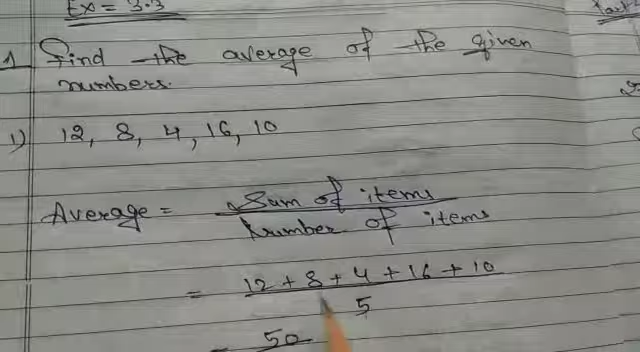 Ex = 3.3
1 Find the average of the given
numbers.
1) 12, 8, 4, 16, 10
Average = Sum of items
Number of items
= 12 + 8 + 4 + 16 + 10
5
= 50